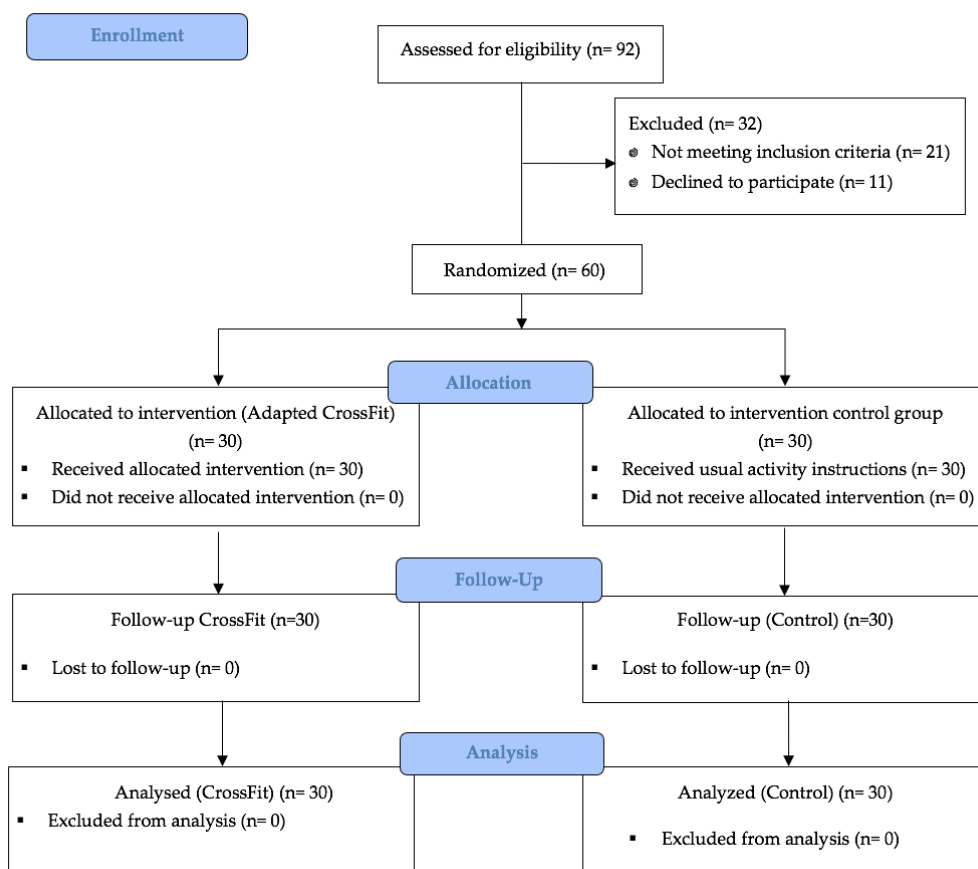 Enrollment
Assessed for eligibility (n= 92)
Excluded (n= 32)
Not meeting inclusion criteria (n= 21)
Declined to participate (n= 11)
Randomized (n= 60)
Allocation
Allocated to intervention (Adapted CrossFit)
(n= 30)
▪ Received allocated intervention (n= 30)
▪ Did not receive allocated intervention (n= 0)
Allocated to intervention control group
(n= 30)
▪ Received usual activity instructions (n= 30)
▪ Did not receive allocated intervention (n= 0)
Follow-Up
Follow-up CrossFit (n=30)
▪ Lost to follow-up (n= 0)
Follow-up (Control) (n=30)
▪ Lost to follow-up (n= 0)
Analysis
Analysed (CrossFit) (n= 30)
▪ Excluded from analysis (n= 0)
Analyzed (Control) (n= 30)
▪ Excluded from analysis (n= 0)